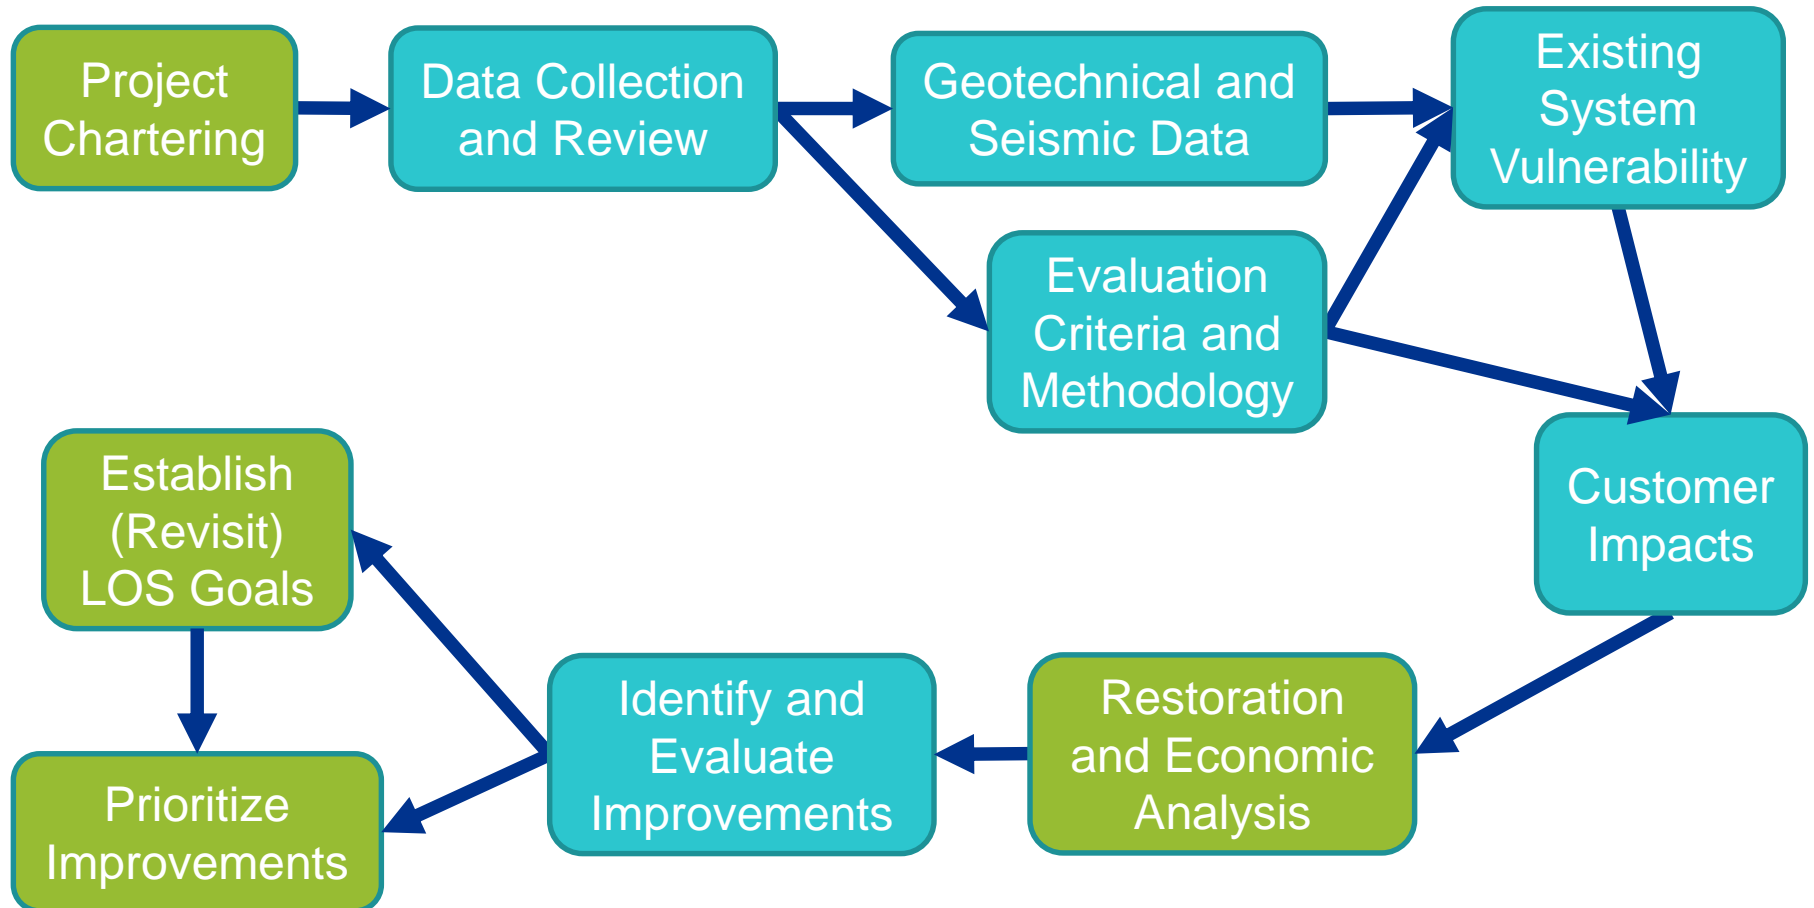 Project
Chartering
Data Collection
and Review
Geotechnical and
Seismic Data
Existing
System
Vulnerability
Evaluation
Criteria and
Methodology
Customer
Impacts
Restoration
and Economic
Analysis
Identify and
Evaluate
Improvements
Establish
(Revisit)
LOS Goals
Prioritize
Improvements